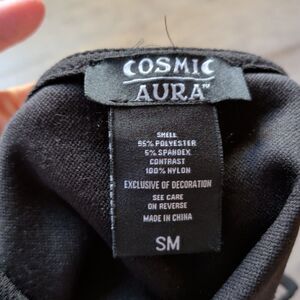 COSMIC
AURA™
SHELL
95% POLYESTER
5% SPANDEX
CONTRAST
100% NYLON
EXCLUSIVE OF DECORATION
SEE CARE
ON REVERSE
MADE IN CHINA
SM